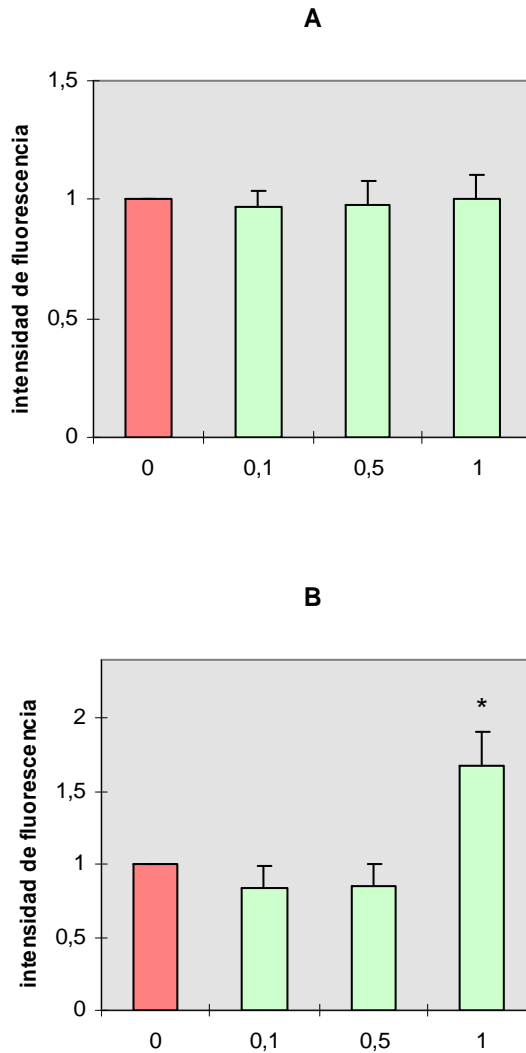 A
intensidad de fluorescencia
1,5
1
0,5
0
0 0,1 0,5 1
B
intensidad de fluorescencia
2
1,5
1
0,5
0
*
0 0,1 0,5 1